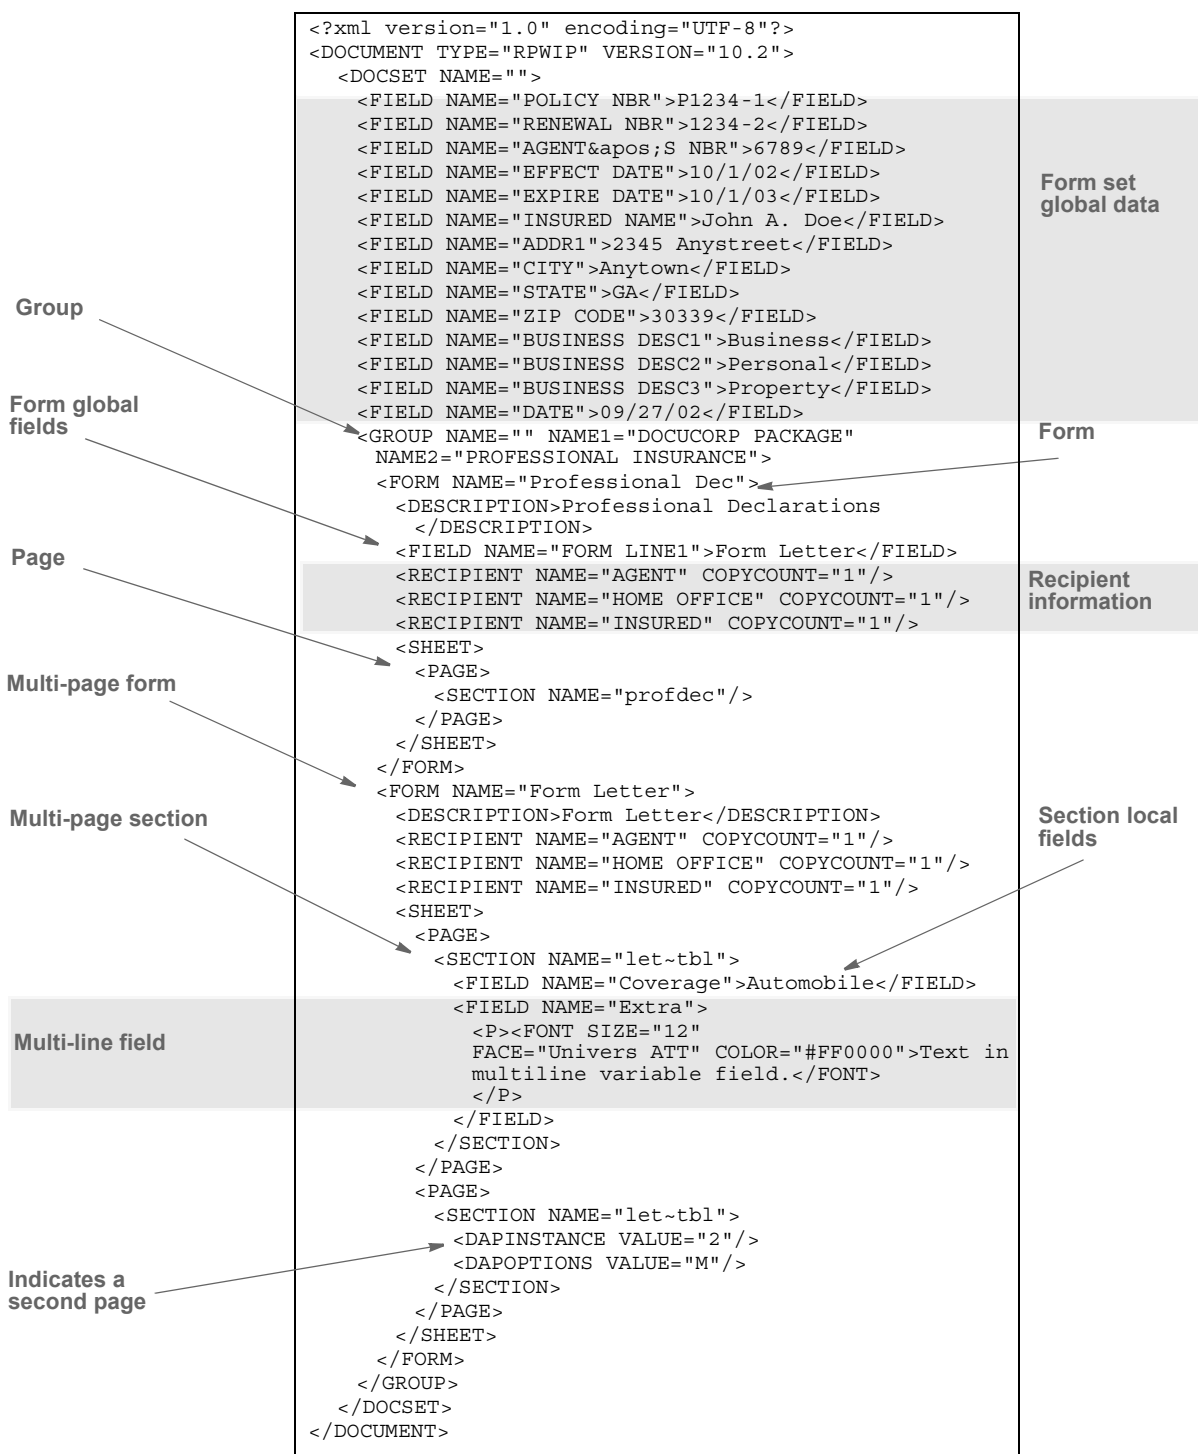 <?xml version="1.0" encoding="UTF-8"?>
<DOCUMENT TYPE="RPWIP" VERSION="10.2">
<DOCSET NAME="">
<FIELD NAME="POLICY NBR">P1234-1</FIELD>
<FIELD NAME="RENEWAL NBR">1234-2</FIELD>
<FIELD NAME="AGENT&apos;S NBR">6789</FIELD>
<FIELD NAME="EFFECT DATE">10/1/02</FIELD>
<FIELD NAME="EXPIRE DATE">10/1/03</FIELD>
<FIELD NAME="INSURED NAME">John A. Doe</FIELD>
<FIELD NAME="ADDR1">2345 Anystreet</FIELD>
<FIELD NAME="CITY">Anytown</FIELD>
<FIELD NAME="STATE">GA</FIELD>
<FIELD NAME="ZIP CODE">30339</FIELD>
<FIELD NAME="BUSINESS DESC1">Business</FIELD>
<FIELD NAME="BUSINESS DESC2">Personal</FIELD>
<FIELD NAME="BUSINESS DESC3">Property</FIELD>
<FIELD NAME="DATE">09/27/02</FIELD>
<GROUP NAME="" NAME1="DOCUCORP PACKAGE"
NAME2="PROFESSIONAL INSURANCE">
<FORM NAME="Professional Dec">
<DESCRIPTION>Professional Declarations
</DESCRIPTION>
<FIELD NAME="FORM LINE1">Form Letter</FIELD>
<RECIPIENT NAME="AGENT" COPYCOUNT="1"/>
<RECIPIENT NAME="HOME OFFICE" COPYCOUNT="1"/>
<RECIPIENT NAME="INSURED" COPYCOUNT="1"/>
<SHEET>
<PAGE>
<SECTION NAME="profdec"/>
</PAGE>
</SHEET>
</FORM>
<FORM NAME="Form Letter">
<DESCRIPTION>Form Letter</DESCRIPTION>
<RECIPIENT NAME="AGENT" COPYCOUNT="1"/>
<RECIPIENT NAME="HOME OFFICE" COPYCOUNT="1"/>
<RECIPIENT NAME="INSURED" COPYCOUNT="1"/>
<SHEET>
<PAGE>
<SECTION NAME="let~tbl">
<FIELD NAME="Coverage">Automobile</FIELD>
<FIELD NAME="Extra">
<P><FONT SIZE="12"
FACE="Univers ATT" COLOR="#FF0000">Text in
multiline variable field.</FONT>
</P>
</FIELD>
</SECTION>
</PAGE>
<PAGE>
<SECTION NAME="let~tbl">
<DAPINSTANCE VALUE="2"/>
<DAPOPTIONS VALUE="M"/>
</SECTION>
</PAGE>
</SHEET>
</FORM>
</GROUP>
</DOCSET>
</DOCUMENT>
Group
Form global
fields
Page
Multi-page form
Multi-page section
Multi-line field
Indicates a
second page
Form set
global data
Form
Recipient
information
Section local
fields